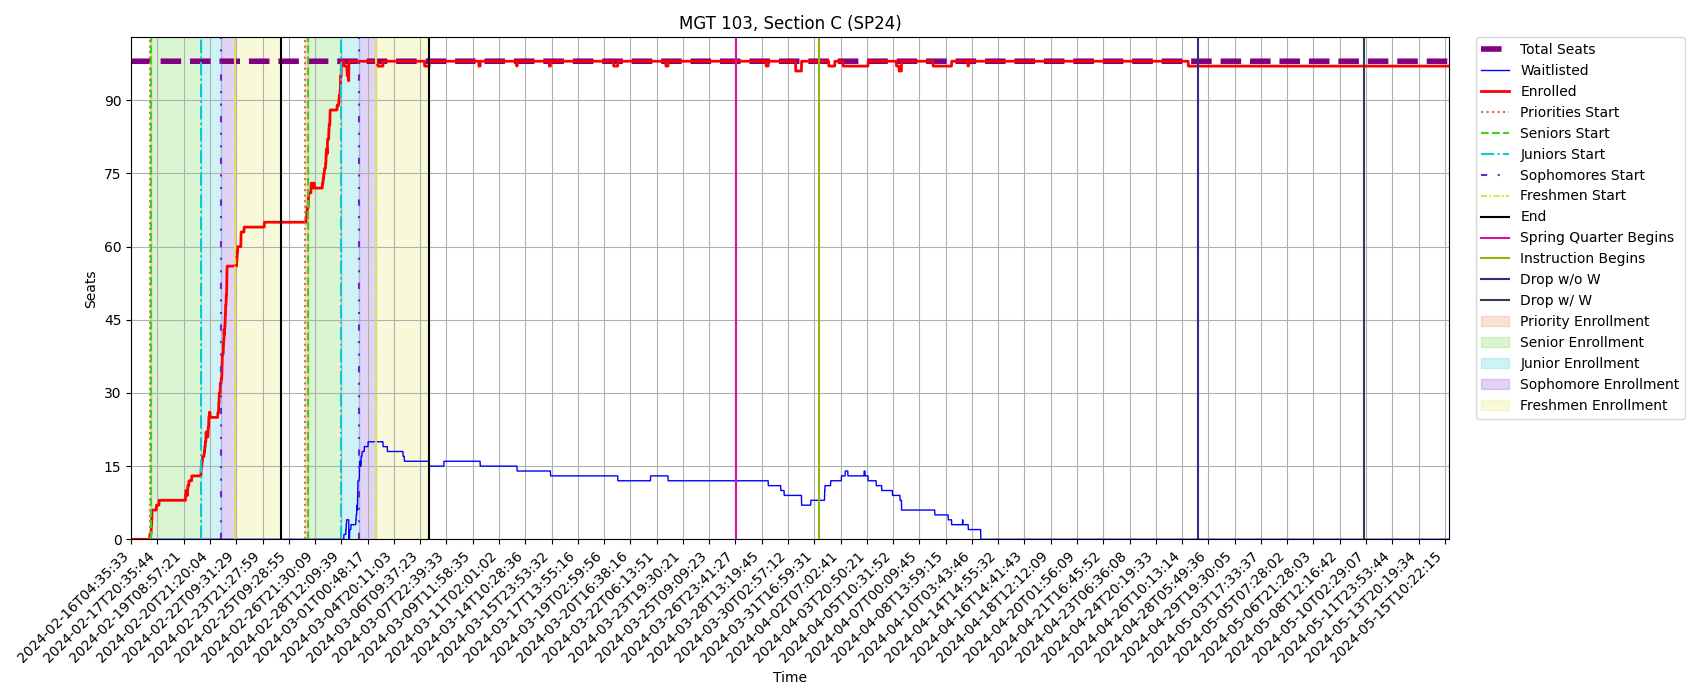 MGT 103, Section C (SP24)
Seats
90
75
60
45
30
15
0
2024-02-16T04:35:33
2024-02-17T20:35:44
2024-02-19T08:57:21
2024-02-20T21:20:04
2024-02-22T09:31:29
2024-02-23T21:27:59
2024-02-25T09:28:55
2024-02-26T21:30:09
2024-02-28T12:09:39
2024-03-01T00:48:17
2024-03-04T20:11:03
2024-03-06T09:37:23
2024-03-07T22:39:33
2024-03-09T11:58:35
2024-03-11T02:01:02
2024-03-14T10:28:36
2024-03-15T23:53:32
2024-03-17T13:55:16
2024-03-19T02:59:56
2024-03-20T16:38:16
2024-03-22T06:13:51
2024-03-23T19:30:21
2024-03-25T09:09:23
2024-03-26T23:41:27
2024-03-28T13:19:45
2024-03-30T02:57:12
2024-03-31T16:59:31
2024-04-02T07:02:41
2024-04-03T20:50:21
2024-04-05T10:31:52
2024-04-07T00:09:45
2024-04-08T13:59:15
2024-04-10T03:43:46
2024-04-14T14:55:32
2024-04-16T14:41:43
2024-04-18T12:12:09
2024-04-20T01:56:09
2024-04-21T16:45:52
2024-04-23T06:36:08
2024-04-24T20:19:33
2024-04-26T10:13:14
2024-04-28T05:49:36
2024-04-29T19:30:05
2024-05-03T17:33:37
2024-05-05T07:28:02
2024-05-06T21:28:03
2024-05-08T12:16:42
2024-05-10T02:29:07
2024-05-11T23:53:44
2024-05-13T20:19:34
2024-05-15T10:22:15
Time
Total Seats
Waitlisted
Enrolled
Priorities Start
Seniors Start
Juniors Start
Sophomores Start
Freshmen Start
End
Spring Quarter Begins
Instruction Begins
Drop w/o W
Drop w/ W
Priority Enrollment
Senior Enrollment
Junior Enrollment
Sophomore Enrollment
Freshmen Enrollment